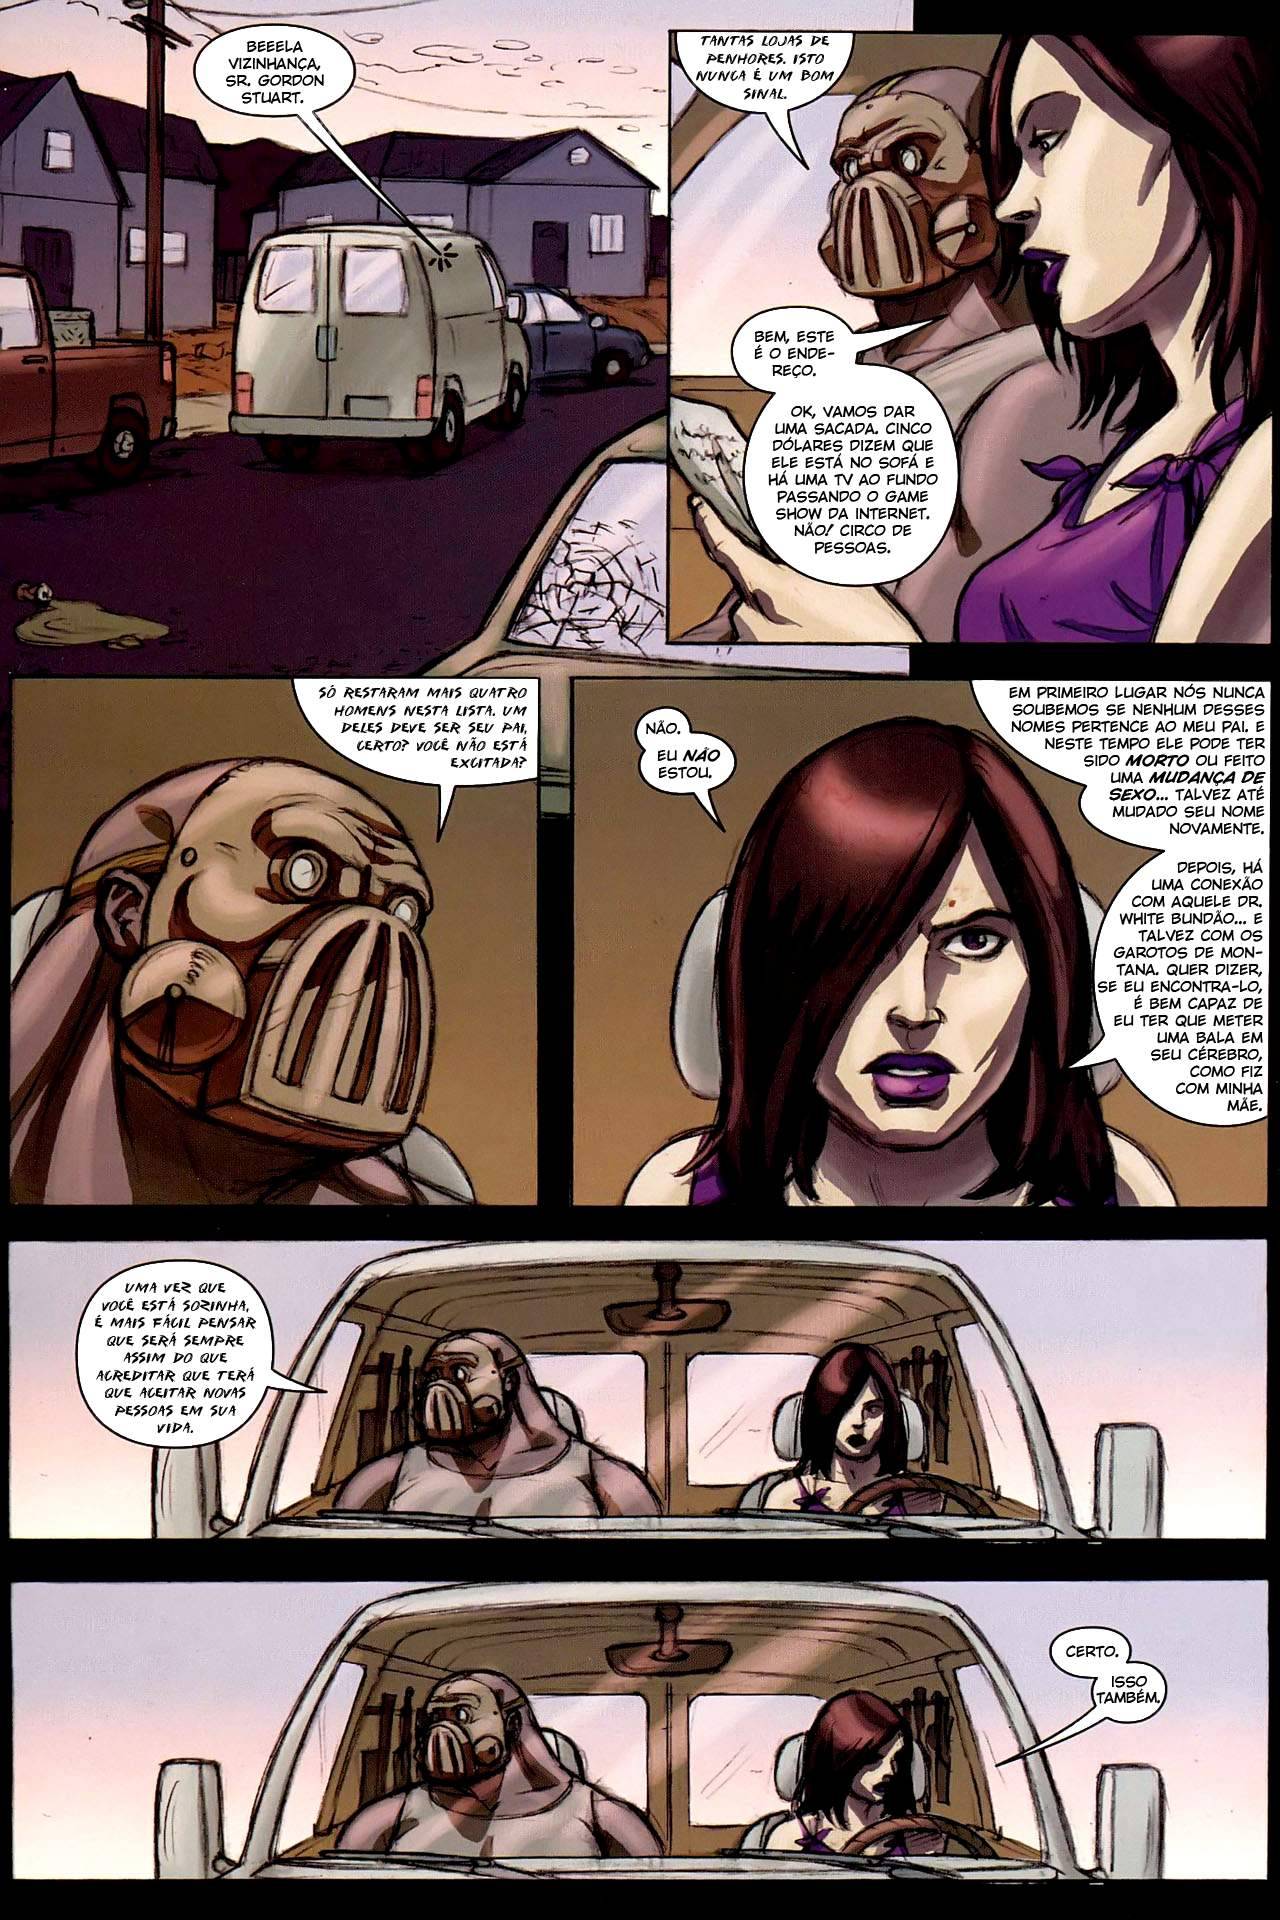 BEEELA
VIZINHANÇA,
SR. GORDON
STUART.
TANTAS LOJAS DE
PENHORES. ISTO
NUNCA É UM BOM
SINAL.
BEM, ESTE
É O ENDE-
REÇO.
OK, VAMOS DAR
UMA SACADA. CINCO
DÓLARES DIZEM QUE
ELE ESTÁ NO SOFÁ E
HÁ UMA TV AO FUNDO
PASSANDO O GAME
SHOW DA INTERNET.
NÃO! CIRCO DE
PESSOAS.
SÓ RESTARAM MAIS QUATRO
HOMENS NESTA LISTA. UM
DELES DEVE SER SEU PAI,
CERTO? VOCÊ NÃO ESTÁ
EXCITADA?
NÃO.
EU NÃO
ESTOU.
EM PRIMEIRO LUGAR NÓS NUNCA
SOUBEMOS SE NENHUM DESSES
NOMES PERTENCE AO MEU PAI. E
NESTE TEMPO ELE PODE TER
SIDO MORTO OU FEITO
UMA MUDANÇA DE
SEXO... TALVEZ ATÉ
MUDADO SEU NOME
NOVAMENTE.
DEPOIS, HÁ
UMA CONEXÃO
COM AQUELE DR.
WHITE BUNDÃO... E
TALVEZ COM OS
GAROTOS DE MON-
TANA. QUER DIZER,
SE EU ENCONTRA-LO,
É BEM CAPAZ DE
EU TER QUE METER
UMA BALA EM
SEU CÉREBRO,
COMO FIZ
COM MINHA
MÃE.
UMA VEZ QUE
VOCÊ ESTÁ SOZINHA,
É MAIS FÁCIL PENSAR
QUE SERÁ SEMPRE
ASSIM DO QUE
ACREDITAR QUE TERÁ
QUE ACEITAR NOVAS
PESSOAS EM SUA
VIDA.
CERTO.
ISSO
TAMBÉM.